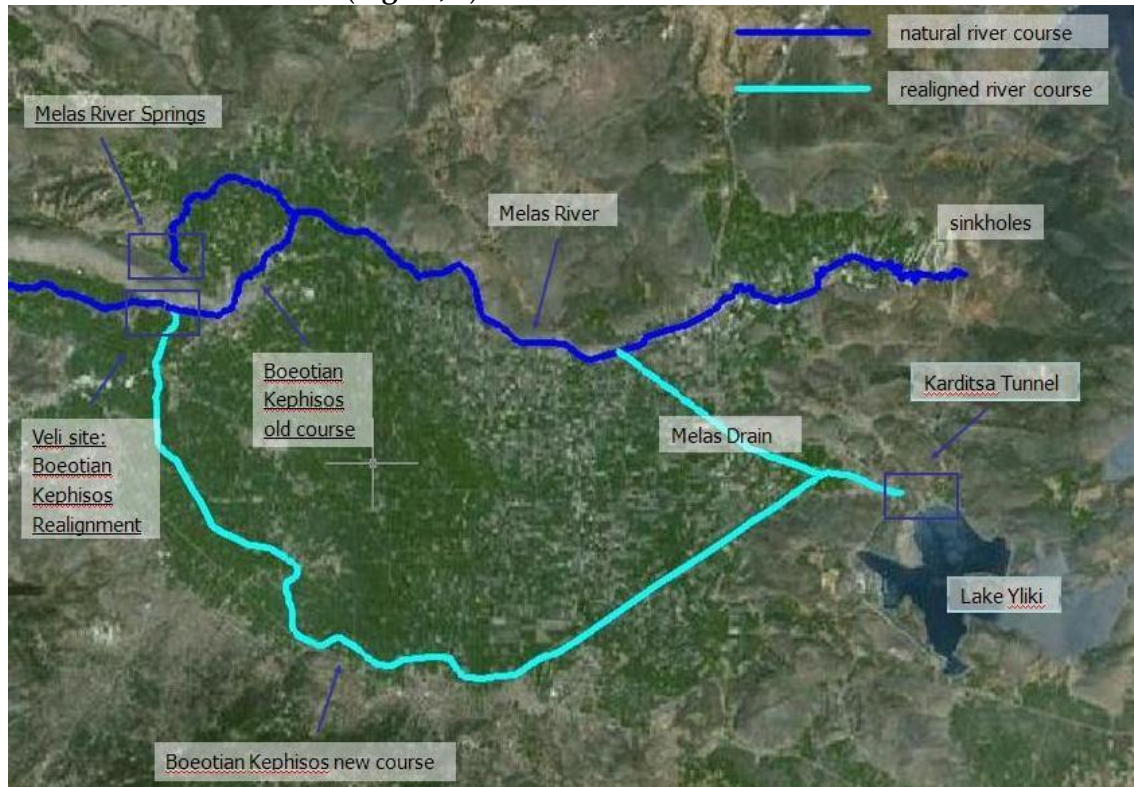 natural river course
realigned river course
Melas River Springs
Melas River
sinkholes
Boeotian
Kephisos
old course
Karditsa Tunnel
Melas Drain
Veli site:
Boeotian
Kephisos
Realignment
Lake Yliki
Boeotian Kephisos new course